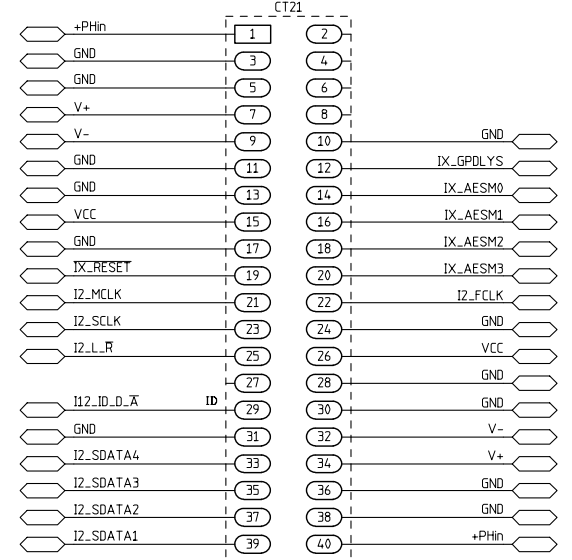 CT21
+PHin 1 2
GND 3 4
GND 5 6
V+ 7 8
V- 9 10 GND
GND 11 12 IX_GPDLYS
GND 13 14 IX_AESM0
VCC 15 16 IX_AESM1
GND 17 18 IX_AESM2
I̅X̅_̅R̅E̅S̅E̅T̅ 19 20 IX_AESM3
I2_MCLK 21 22 I2_FCLK
I2_SCLK 23 24 GND
I2_L_R̅ 25 26 VCC
27 28 GND
I12_ID_D_A̅ ID 29 30 GND
GND 31 32 V-
I2_SDATA4 33 34 V+
I2_SDATA3 35 36 GND
I2_SDATA2 37 38 GND
I2_SDATA1 39 40 +PHin